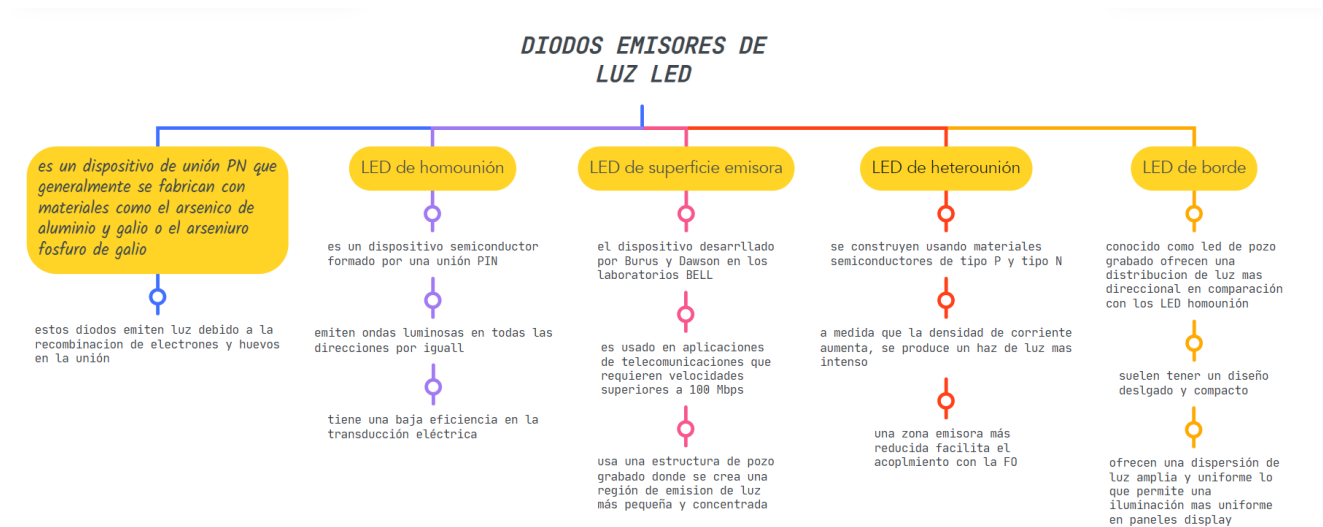 DIODOS EMISORES DE
LUZ LED
es un dispositivo de unión PN que
generalmente se fabrican con
materiales como el arsenico de
aluminio y galio o el arseniuro
fosfuro de galio
estos diodos emiten luz debido a la
recombinacion de electrones y huevos
en la unión
LED de homounión
es un dispositivo semiconductor
formado por una unión PIN
emiten ondas luminosas en todas las
direcciones por iguall
tiene una baja eficiencia en la
transducción eléctrica
LED de superficie emisora
el dispositivo desarrllado
por Burus y Dawson en los
laboratorios BELL
es usado en aplicaciones
de telecomunicaciones que
requieren velocidades
superiores a 100 Mbps
usa una estructura de pozo
grabado donde se crea una
región de emision de luz
más pequeña y concentrada
LED de heterounión
se construyen usando materiales
semiconductores de tipo P y tipo N
a medida que la densidad de corriente
aumenta, se produce un haz de luz mas
intenso
una zona emisora más
reducida facilita el
acoplmiento con la FO
LED de borde
conocido como led de pozo
grabado ofrecen una
distribucion de luz mas
direccional en comparación
con los LED homounión
suelen tener un diseño
deslgado y compacto
ofrecen una dispersión de
luz amplia y uniforme lo
que permite una
iluminación mas uniforme
en paneles display